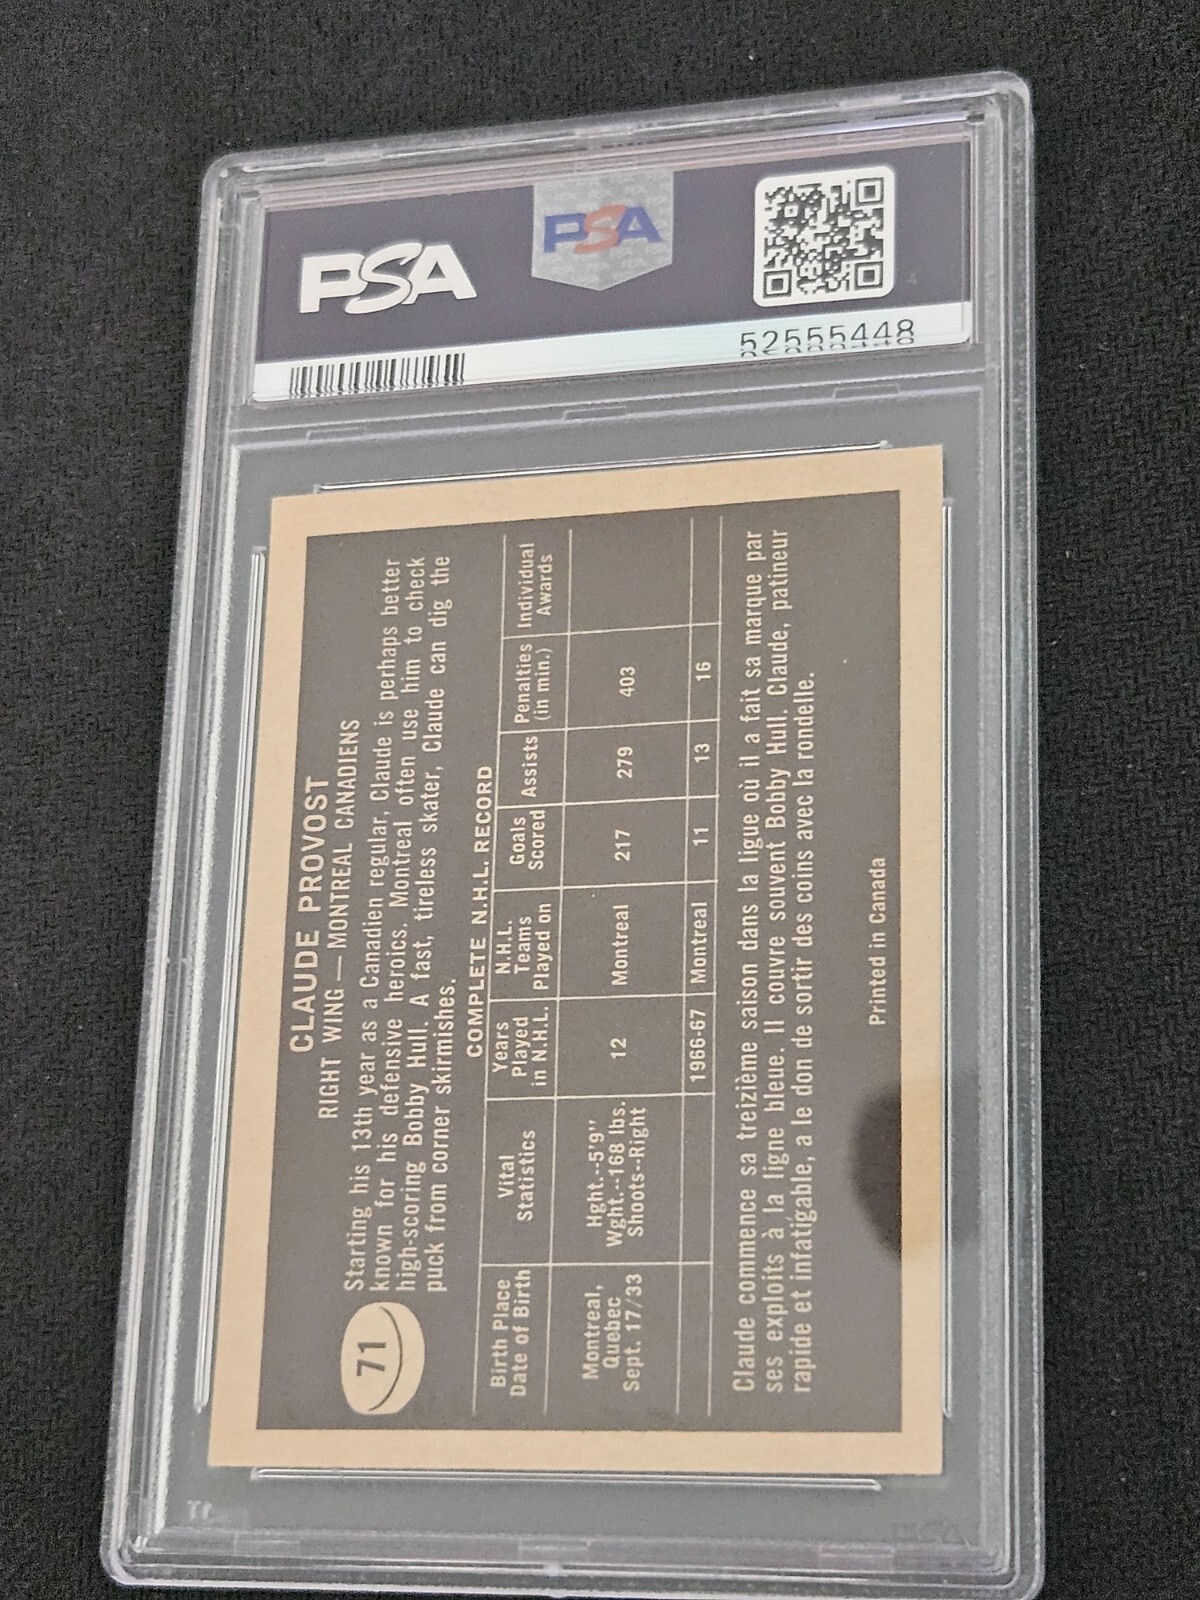 PSA
PSA
52555448
71
CLAUDE PROVOST
RIGHT WING — MONTREAL CANADIENS
Starting his 13th year as a Canadien regular, Claude is perhaps better
known for his defensive heroics. Montreal often use him to check
high-scoring Bobby Hull. A fast, tireless skater, Claude can dig the
puck from corner skirmishes.
COMPLETE N.H.L. RECORD
Birth Place Date of Birth | Vital Statistics | Years Played in N.H.L. | N.H.L. Teams Played on | Goals Scored | Assists | Penalties (in min.) | Individual Awards
Montreal, Quebec Sept. 17/33 | Hght.--5'9" Wght.--168 lbs. Shoots--Right | 12 | Montreal | 217 | 279 | 403
1966-67 | Montreal | 11 | 13 | 16
Claude commence sa treizième saison dans la ligue où il a fait sa marque par
ses exploits à la ligne bleue. Il couvre souvent Bobby Hull. Claude, patineur
rapide et infatigable, a le don de sortir des coins avec la rondelle.
Printed in Canada